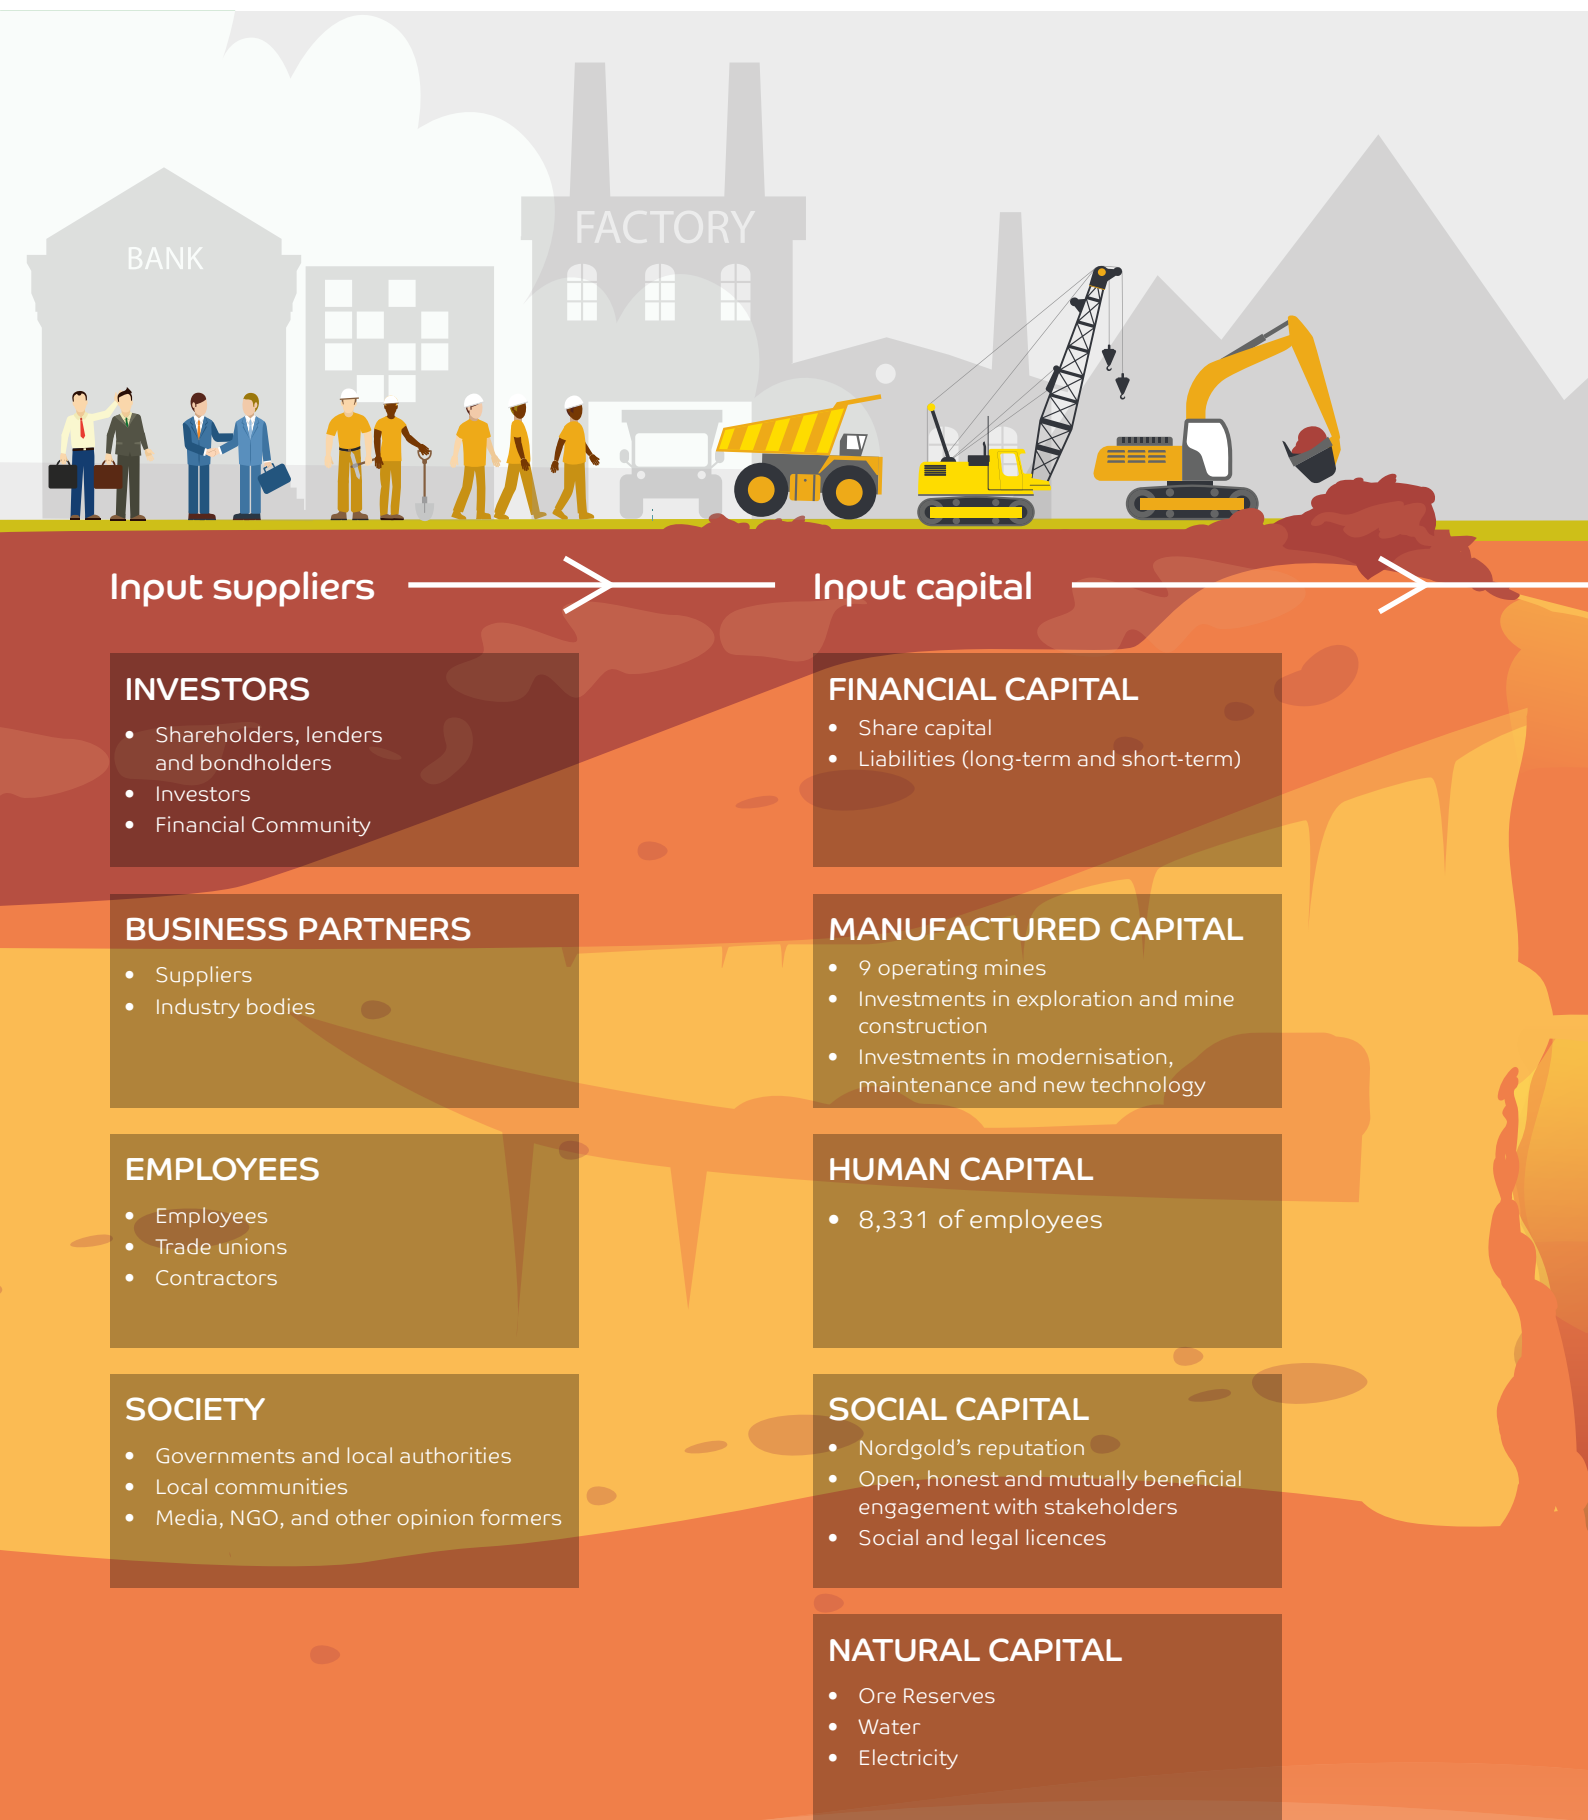 BANK
FACTORY
Input suppliers
INVESTORS
• Shareholders, lenders
and bondholders
• Investors
• Financial Community
BUSINESS PARTNERS
• Suppliers
• Industry bodies
EMPLOYEES
• Employees
• Trade unions
• Contractors
SOCIETY
• Governments and local authorities
• Local communities
• Media, NGO, and other opinion formers
Input capital
FINANCIAL CAPITAL
• Share capital
• Liabilities (long-term and short-term)
MANUFACTURED CAPITAL
• 9 operating mines
• Investments in exploration and mine
construction
• Investments in modernisation,
maintenance and new technology
HUMAN CAPITAL
• 8,331 of employees
SOCIAL CAPITAL
• Nordgold’s reputation
• Open, honest and mutually beneficial
engagement with stakeholders
• Social and legal licences
NATURAL CAPITAL
• Ore Reserves
• Water
• Electricity